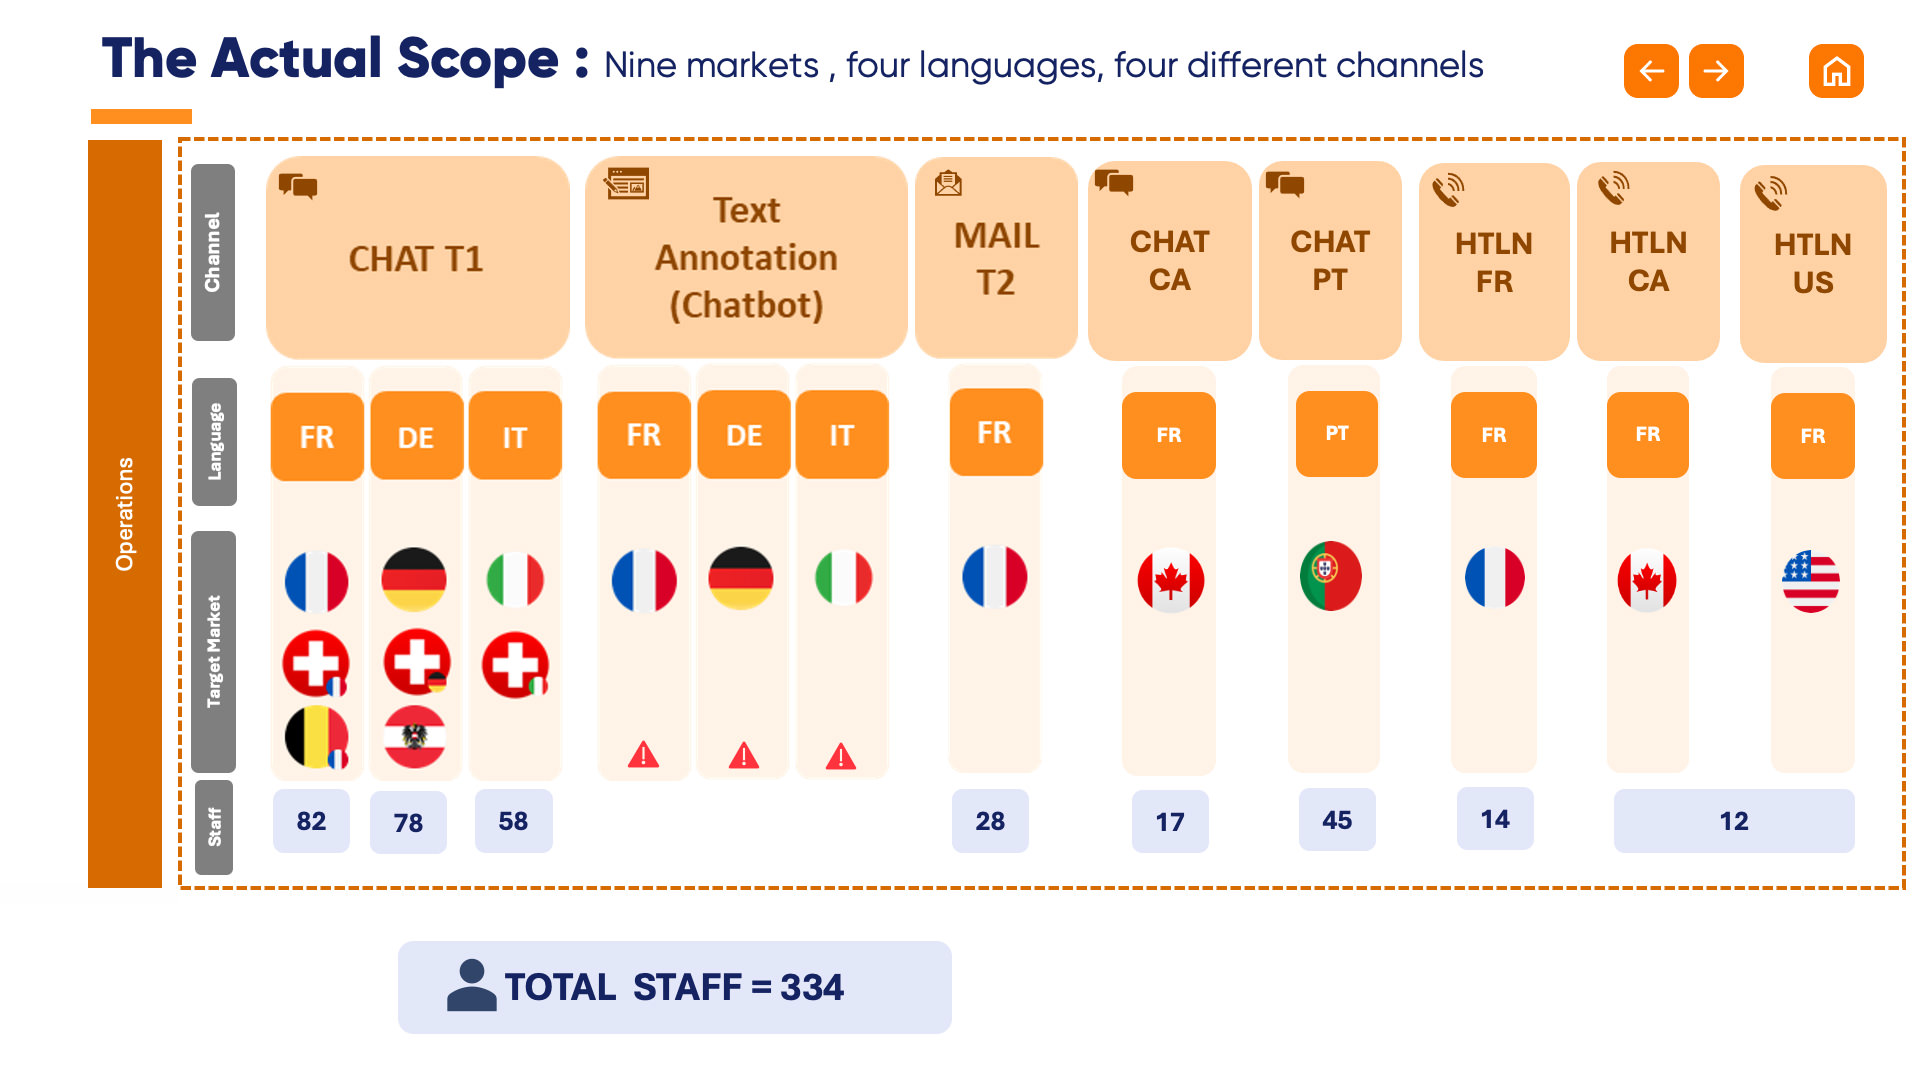 The Actual Scope : Nine markets , four languages, four different channels
Operations
Channel
CHAT T1
Text
Annotation
(Chatbot)
MAIL
T2
CHAT
CA
CHAT
PT
HTLN
FR
HTLN
CA
HTLN
US
Language
FR
DE
IT
FR
DE
IT
FR
FR
PT
FR
FR
FR
Target Market
Staff
82
78
58
28
17
45
14
12
TOTAL STAFF = 334